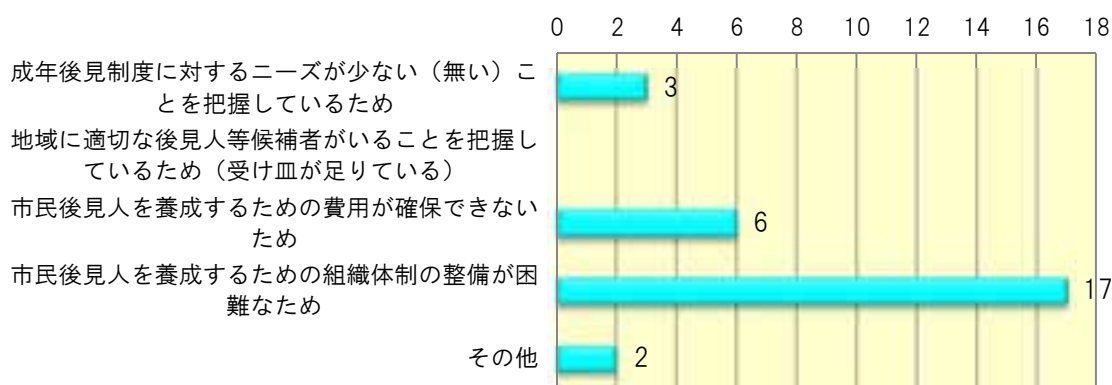 0 2 4 6 8 10 12 14 16 18
成年後見制度に対するニーズが少ない（無い）こ
とを把握しているため
3
地域に適切な後見人等候補者がいることを把握し
ているため（受け皿が足りている）
市民後見人を養成するための費用が確保できない
ため
6
市民後見人を養成するための組織体制の整備が困
難なため
17
その他
2